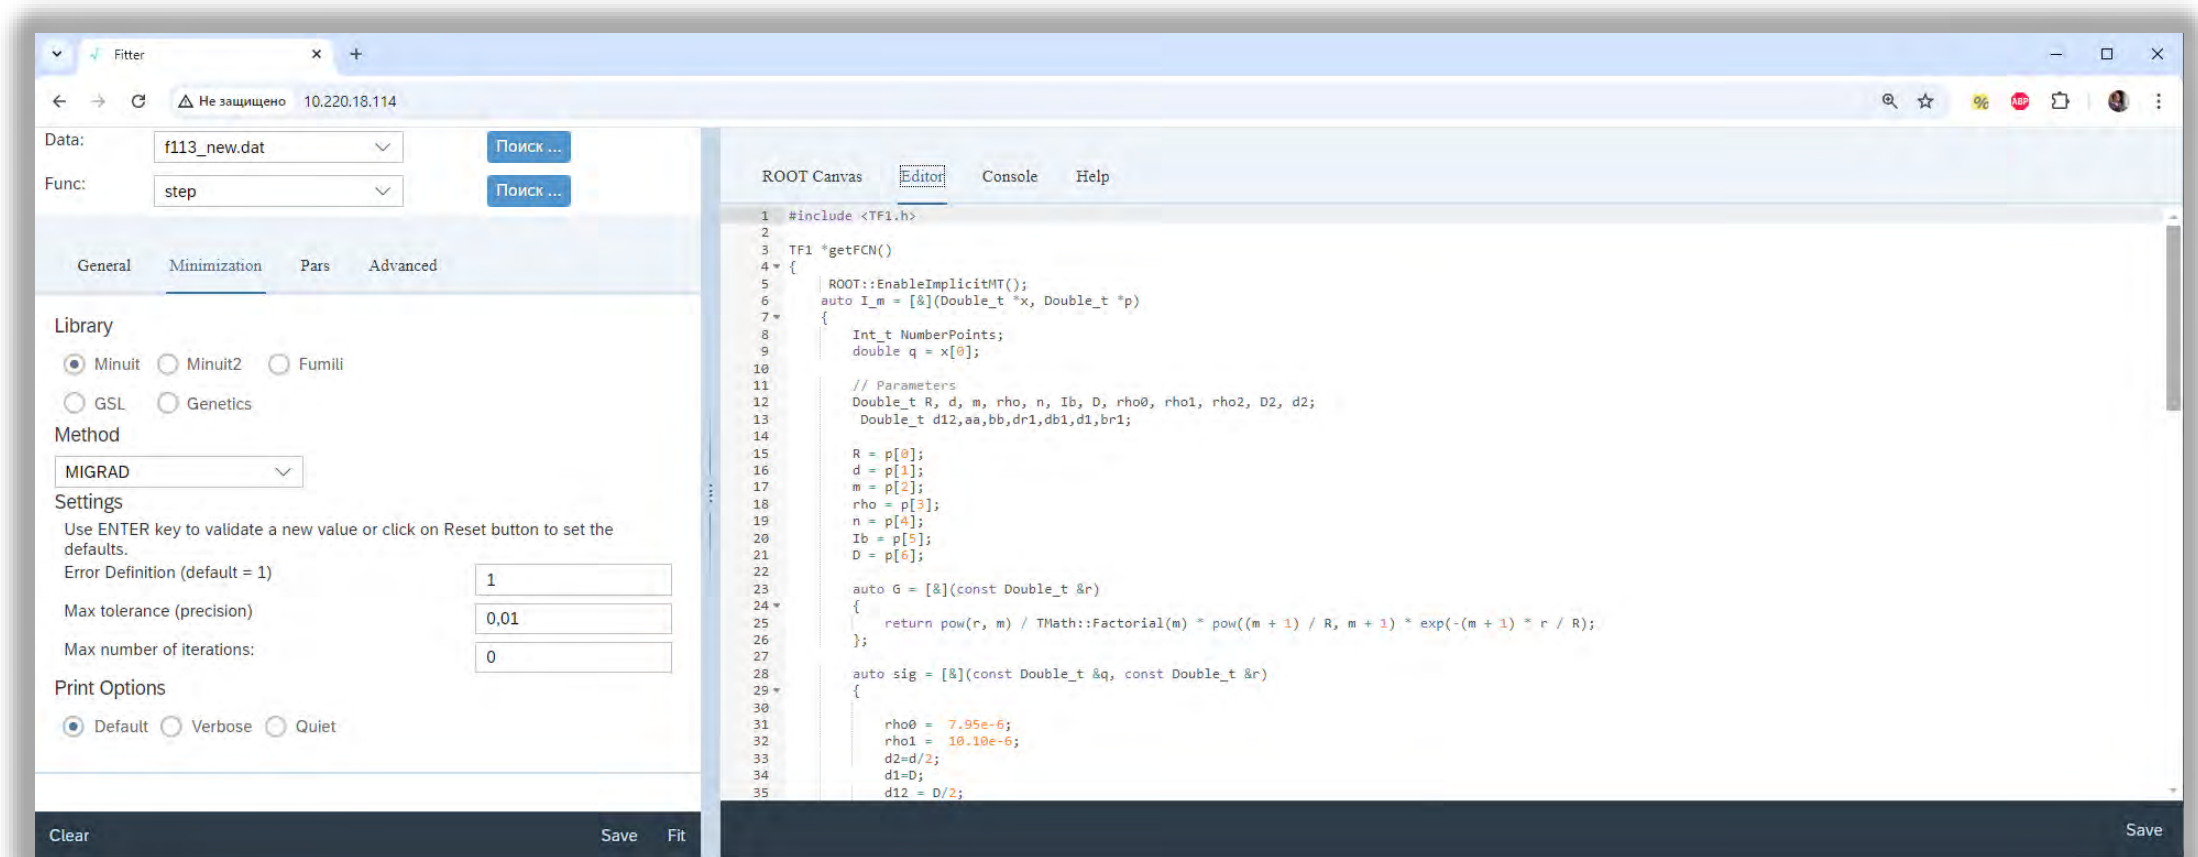 Fitter
Не защищено 10.220.18.114
% ABP
Data: f113_new.dat Поиск ...
Func: step Поиск ...
General Minimization Pars Advanced
Library
Minuit Minuit2 Fumili
GSL Genetics
Method
MIGRAD
Settings
Use ENTER key to validate a new value or click on Reset button to set the
defaults.
Error Definition (default = 1) 1
Max tolerance (precision) 0,01
Max number of iterations: 0
Print Options
Default Verbose Quiet
Clear Save Fit
ROOT Canvas Editor Console Help
1 #include <TF1.h>
2
3 TF1 *getFCN()
4 {
5 ROOT::EnableImplicitMT();
6 auto I_m = [&](Double_t *x, Double_t *p)
7 {
8 Int_t NumberPoints;
9 double q = x[0];
10
11 // Parameters
12 Double_t R, d, m, rho, n, Ib, D, rho0, rho1, rho2, D2, d2;
13 Double_t d12,aa,bb,dr1,db1,d1,br1;
14
15 R = p[0];
16 d = p[1];
17 m = p[2];
18 rho = p[3];
19 n = p[4];
20 Ib = p[5];
21 D = p[6];
22
23 auto G = [&](const Double_t &r)
24 {
25 return pow(r, m) / TMath::Factorial(m) * pow((m + 1) / R, m + 1) * exp(-(m + 1) * r / R);
26 };
27
28 auto sig = [&](const Double_t &q, const Double_t &r)
29 {
30
31 rho0 = 7.95e-6;
32 rho1 = 10.10e-6;
33 d2=d/2;
34 d1=D;
35 d12 = D/2;
Save